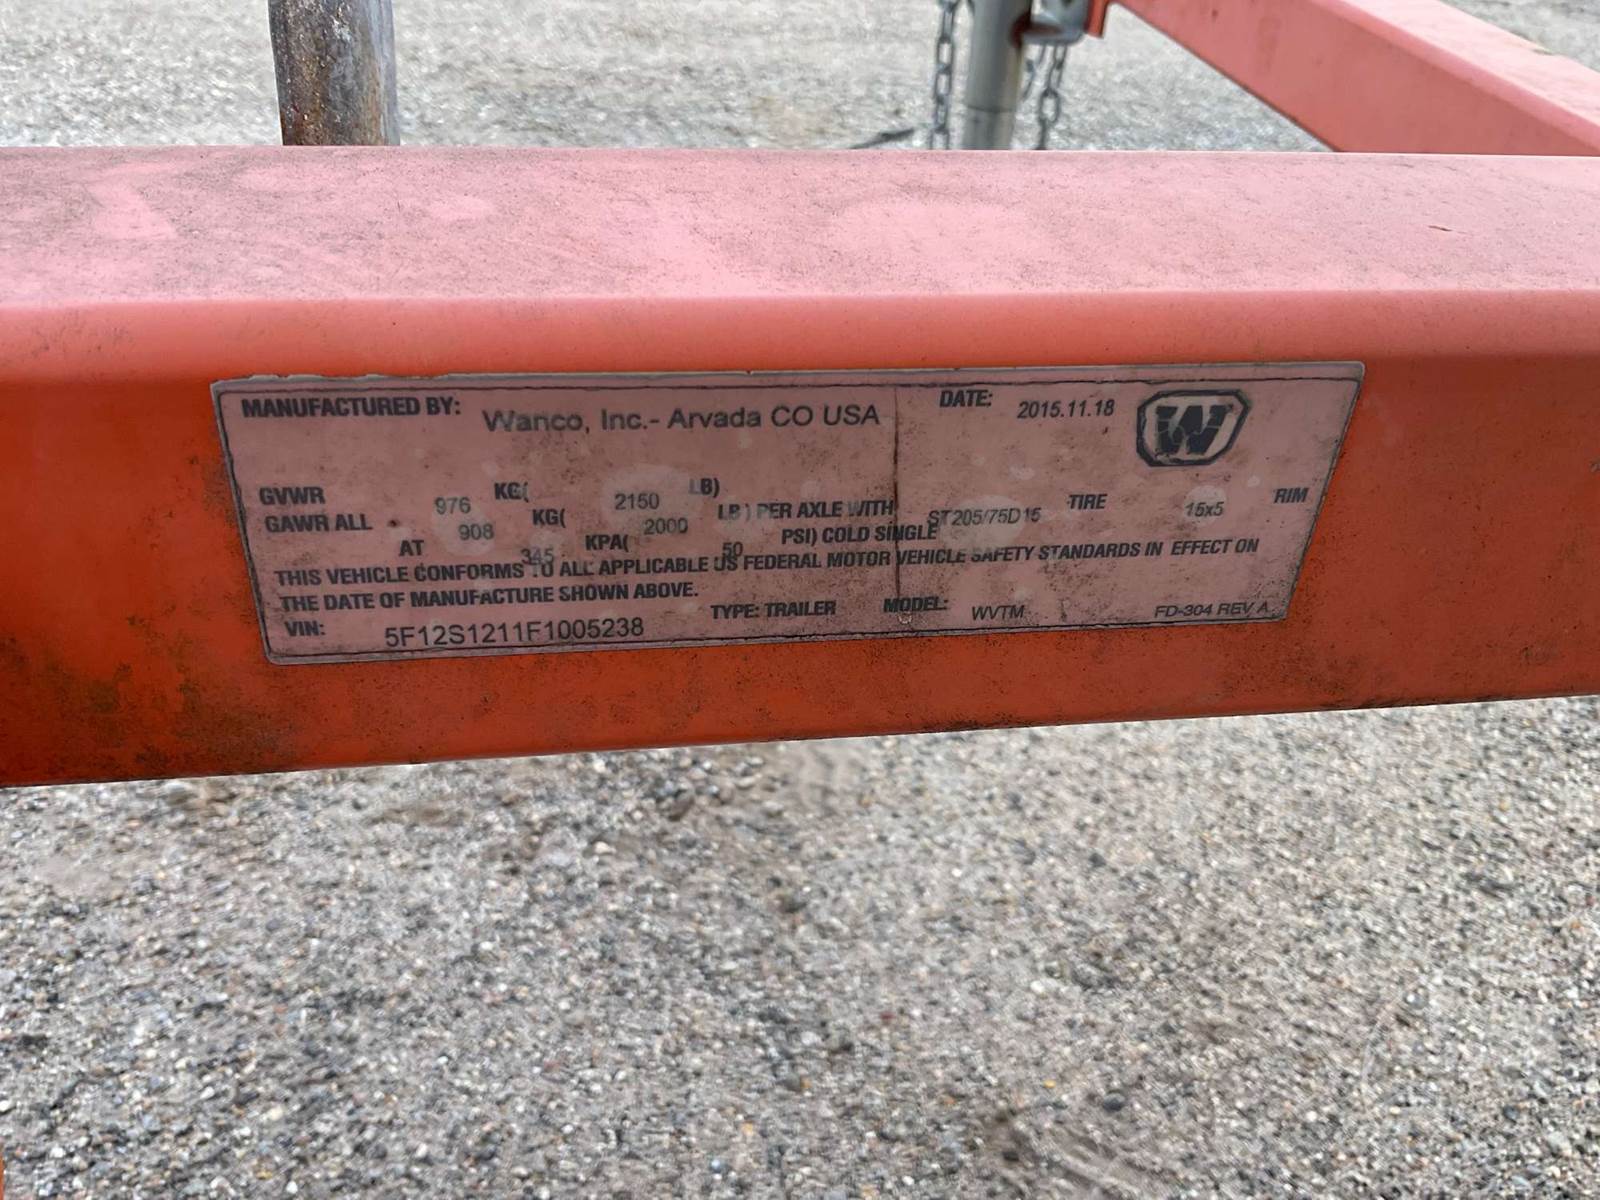 MANUFACTURED BY: Wanco, Inc.- Arvada CO USA DATE: 2015.11.18 W
GVWR 976 KG( 2150 LB)
GAWR ALL 908 KG( 2000 LB) PER AXLE WITH ST205/75D15 TIRE 15x5 RIM
AT 345 KPA( 50 PSI) COLD SINGLE
THIS VEHICLE CONFORMS TO ALL APPLICABLE US FEDERAL MOTOR VEHICLE SAFETY STANDARDS IN EFFECT ON
THE DATE OF MANUFACTURE SHOWN ABOVE.
VIN: 5F12S1211F1005238 TYPE: TRAILER MODEL: WVTM FD-304 REV A